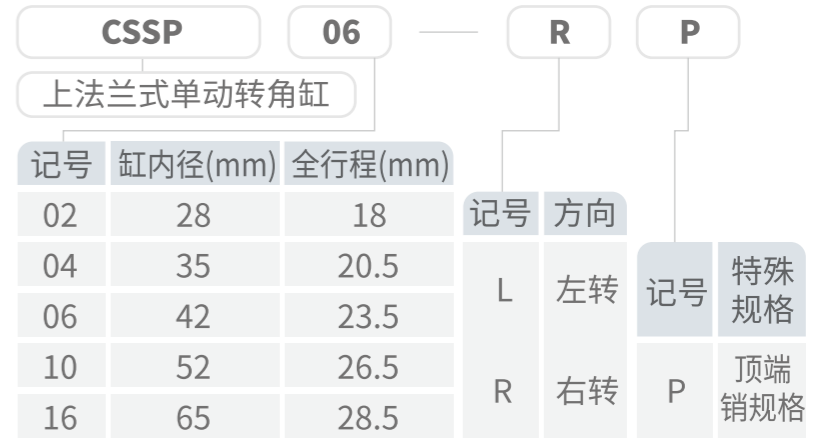 CSSP 06 — R P
上法兰式单动转角缸
记号 缸内径(mm) 全行程(mm)
02 28 18
04 35 20.5
06 42 23.5
10 52 26.5
16 65 28.5
记号 方向
L 左转
R 右转
记号 特殊
规格
P 顶端
销规格